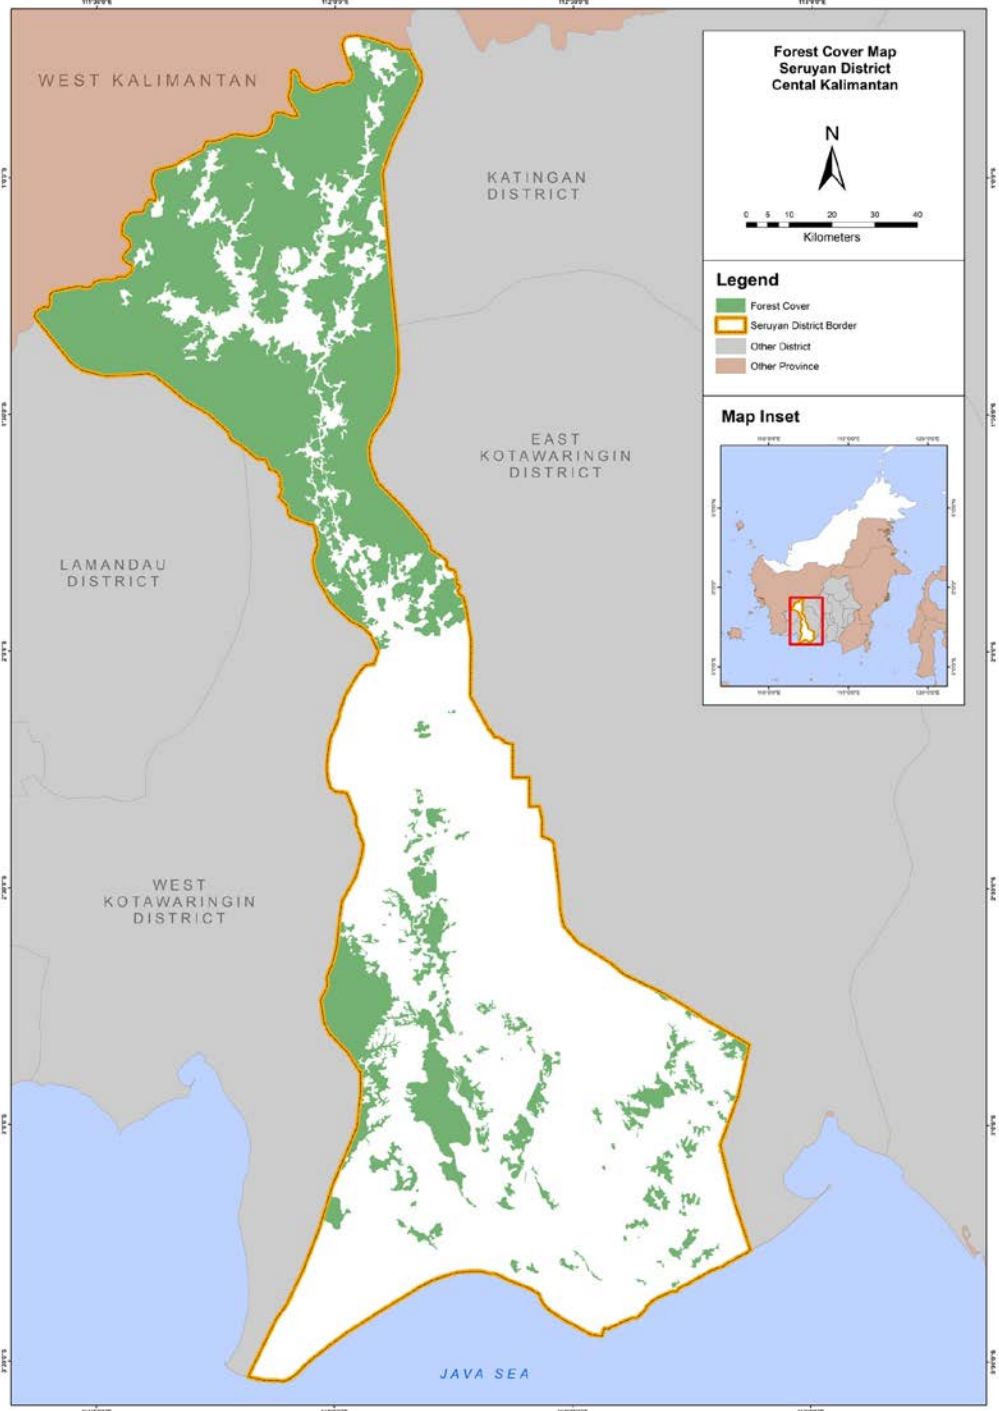 Forest Cover Map
Seruyan District
Cental Kalimantan
N
0 5 10 20 30 40
Kilometers
Legend
Forest Cover
Seruyan District Border
Other District
Other Province
Map Inset
WEST KALIMANTAN
KATINGAN
DISTRICT
EAST
KOTAWARINGIN
DISTRICT
LAMANDAU
DISTRICT
WEST
KOTAWARINGIN
DISTRICT
JAVA SEA